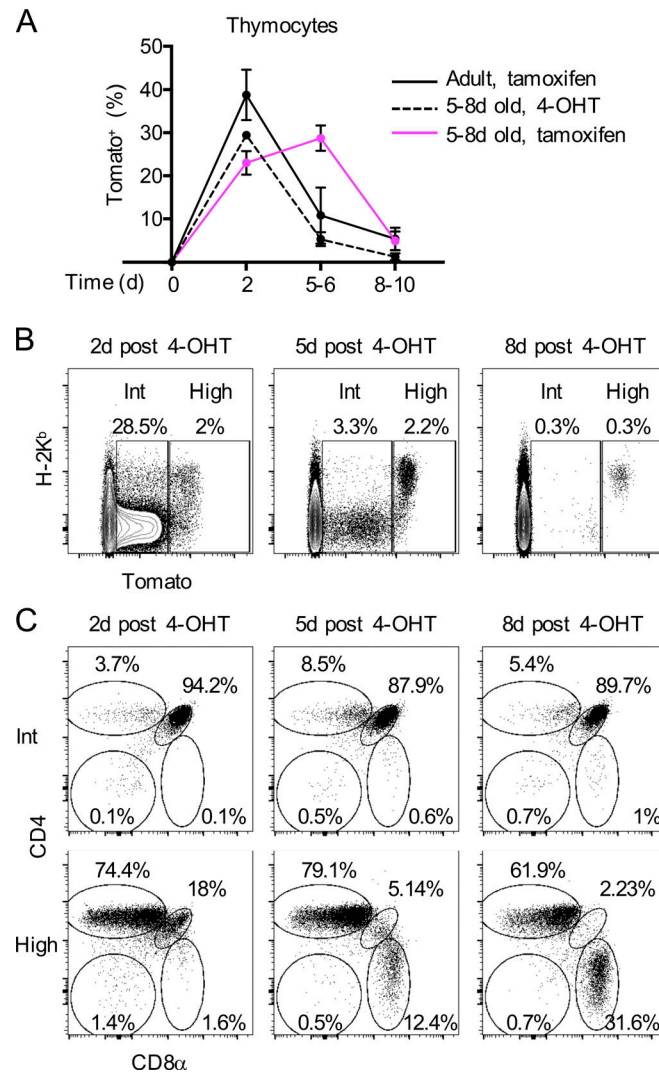 A
Thymocytes
50
40
30
20
10
Tomato⁺ (%)
Adult, tamoxifen
5-8d old, 4-OHT
5-8d old, tamoxifen
Time (d)
0 2 5-6 8-10
B
2d post 4-OHT 5d post 4-OHT 8d post 4-OHT
Int High Int High Int High
28.5% 2% 3.3% 2.2% 0.3% 0.3%
H-2Kᵇ
Tomato
C
2d post 4-OHT 5d post 4-OHT 8d post 4-OHT
3.7% 8.5% 5.4%
94.2% 87.9% 89.7%
Int
0.1% 0.1% 0.5% 0.6% 0.7% 1%
CD4
74.4% 79.1% 61.9%
18% 5.14% 2.23%
High
1.4% 1.6% 0.5% 12.4% 0.7% 31.6%
CD8α